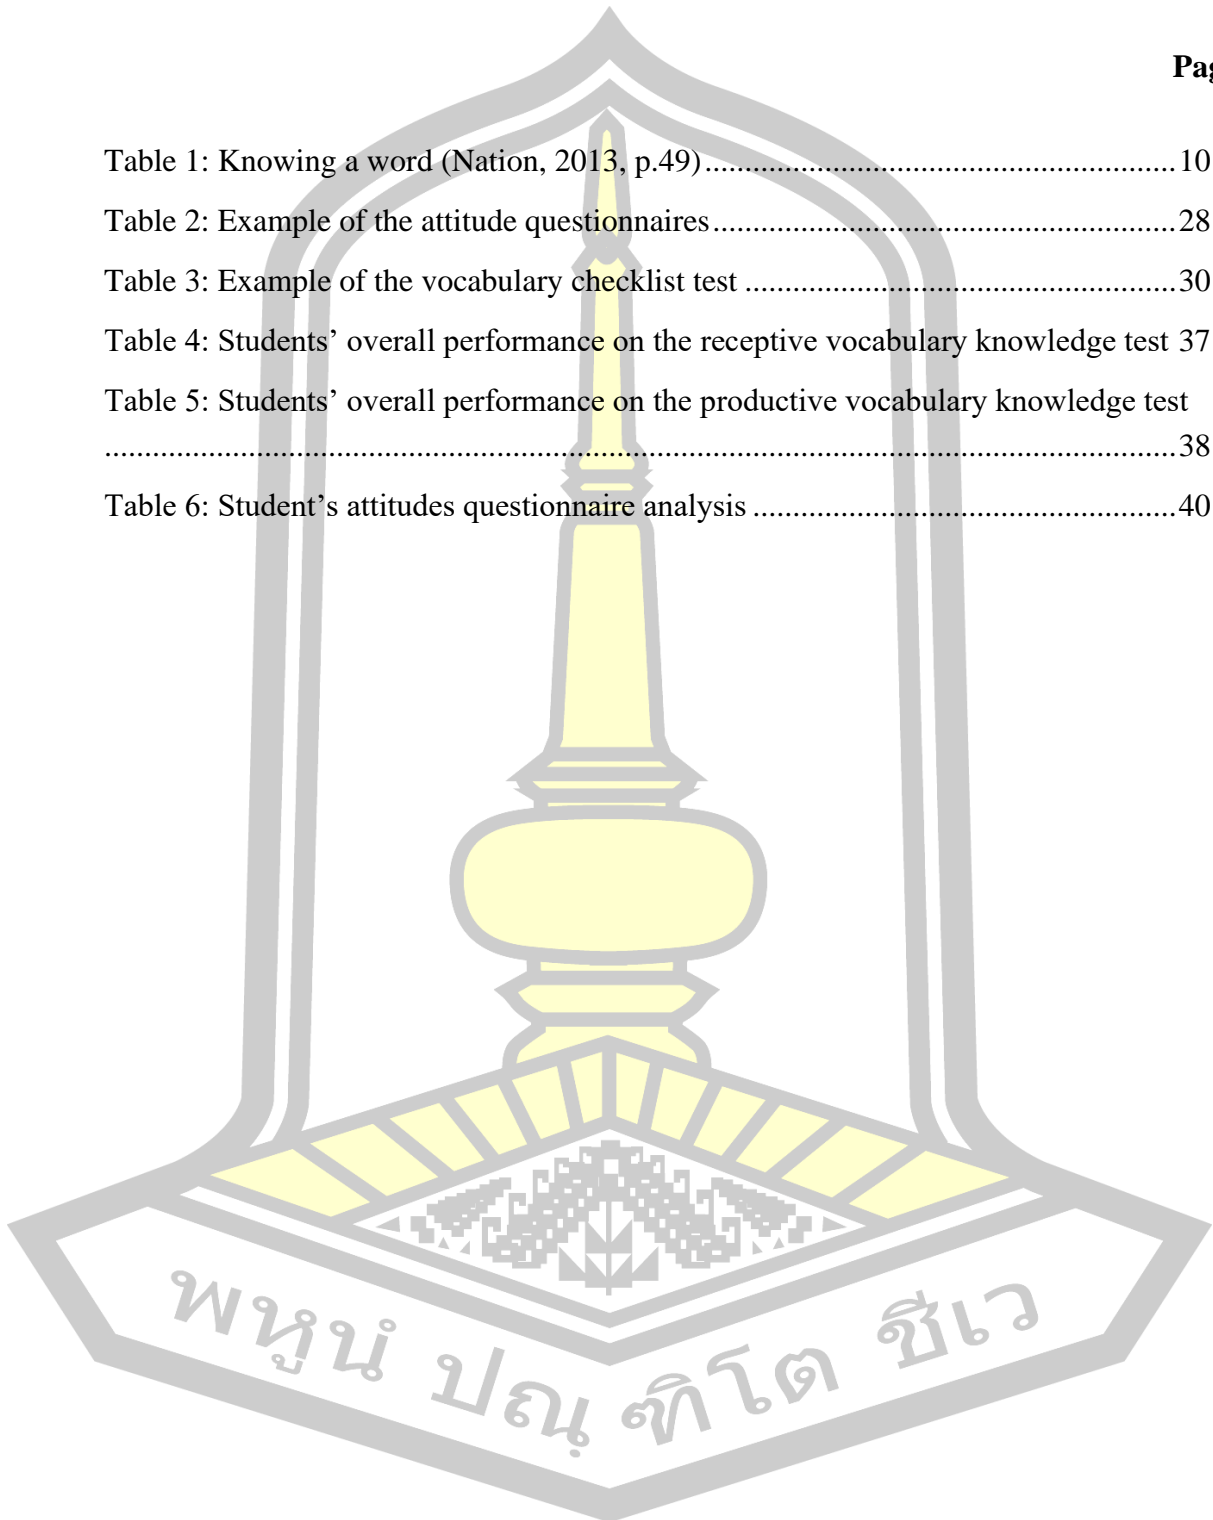 Pag
Table 1: Knowing a word (Nation, 2013, p.49)............................................................10
Table 2: Example of the attitude questionnaires...........................................................28
Table 3: Example of the vocabulary checklist test .......................................................30
Table 4: Students’ overall performance on the receptive vocabulary knowledge test 37
Table 5: Students’ overall performance on the productive vocabulary knowledge test
.......................................................................................................................................38
Table 6: Student’s attitudes questionnaire analysis ......................................................40
พหูนํ ปณฺฑิโต ชีเว